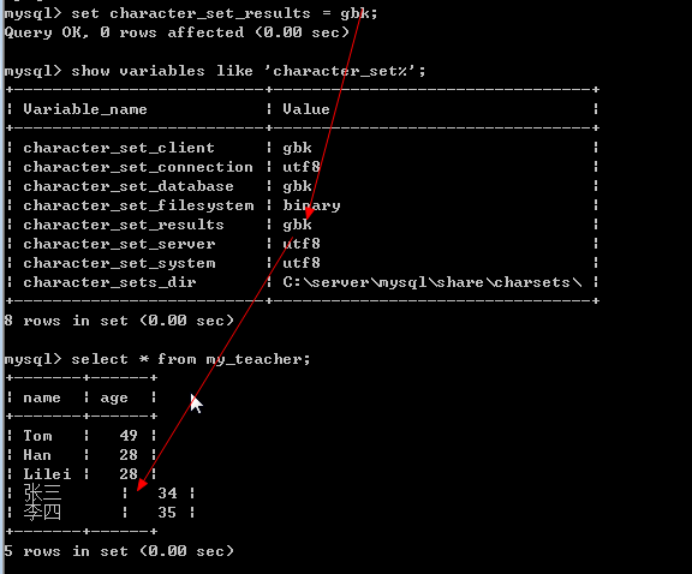 mysql> set character_set_results = gbk;
Query OK, 0 rows affected (0.00 sec)
mysql> show variables like 'character_set%';
+--------------------------+---------------------------------+
| Variable_name            | Value                           |
+--------------------------+---------------------------------+
| character_set_client     | gbk                             |
| character_set_connection | utf8                            |
| character_set_database   | gbk                             |
| character_set_filesystem | binary                          |
| character_set_results    | gbk                             |
| character_set_server     | utf8                            |
| character_set_system     | utf8                            |
| character_sets_dir       | C:\server\mysql\share\charsets\ |
+--------------------------+---------------------------------+
8 rows in set (0.00 sec)
mysql> select * from my_teacher;
+-------+------+
| name  | age  |
+-------+------+
| Tom   |   49 |
| Han   |   28 |
| Lilei |   28 |
| 张三      |   34 |
| 李四      |   35 |
+-------+------+
5 rows in set (0.00 sec)